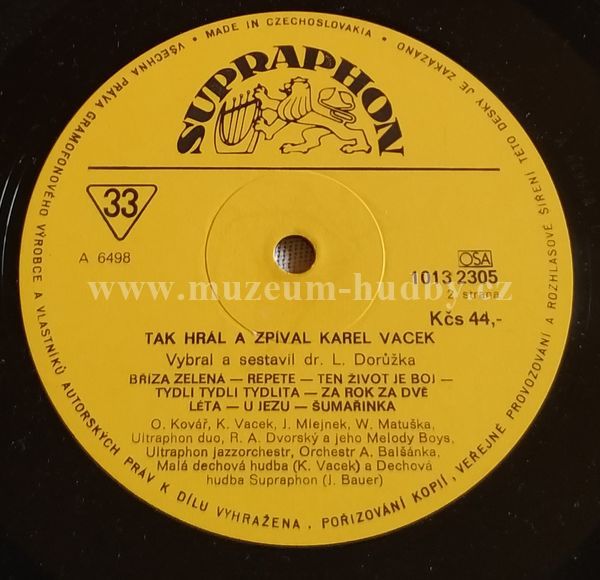 VŠECHNA PRÁVA GRAMOFONOVÉHO VÝROBCE A VLASTNÍKŮ AUTORSKÝCH PRÁV K DÍLU VYHRAŽENA . POŘIZOVÁNÍ KOPIÍ, VEŘEJNÉ PROVOZOVÁNÍ A ROZHLASOVÉ ŠÍŘENÍ TÉTO DESKY JE ZAKÁZÁNO
• MADE IN CZECHOSLOVAKIA •
SUPRAPHON
33
A 6498
OSA
1013 2305
2. strana
www.muzeum-hudby.cz
Kčs 44,-
TAK HRÁL A ZPÍVAL KAREL VACEK
Vybral a sestavil dr. L. Dorůžka
BŘÍZA ZELENÁ — REPETE — TEN ŽIVOT JE BOJ —
TYDLI TYDLI TYDLITA — ZA ROK ZA DVĚ
LÉTA — U JEZU — ŠUMAŘINKA
O. Kovář, K. Vacek, J. Mlejnek, W. Matuška,
Ultraphon duo, R. A. Dvorský a jeho Melody Boys,
Ultraphon jazzorchestr, Orchestr A. Balšánka,
Malá dechová hudba (K. Vacek) a Dechová
hudba Supraphon (J. Bauer)